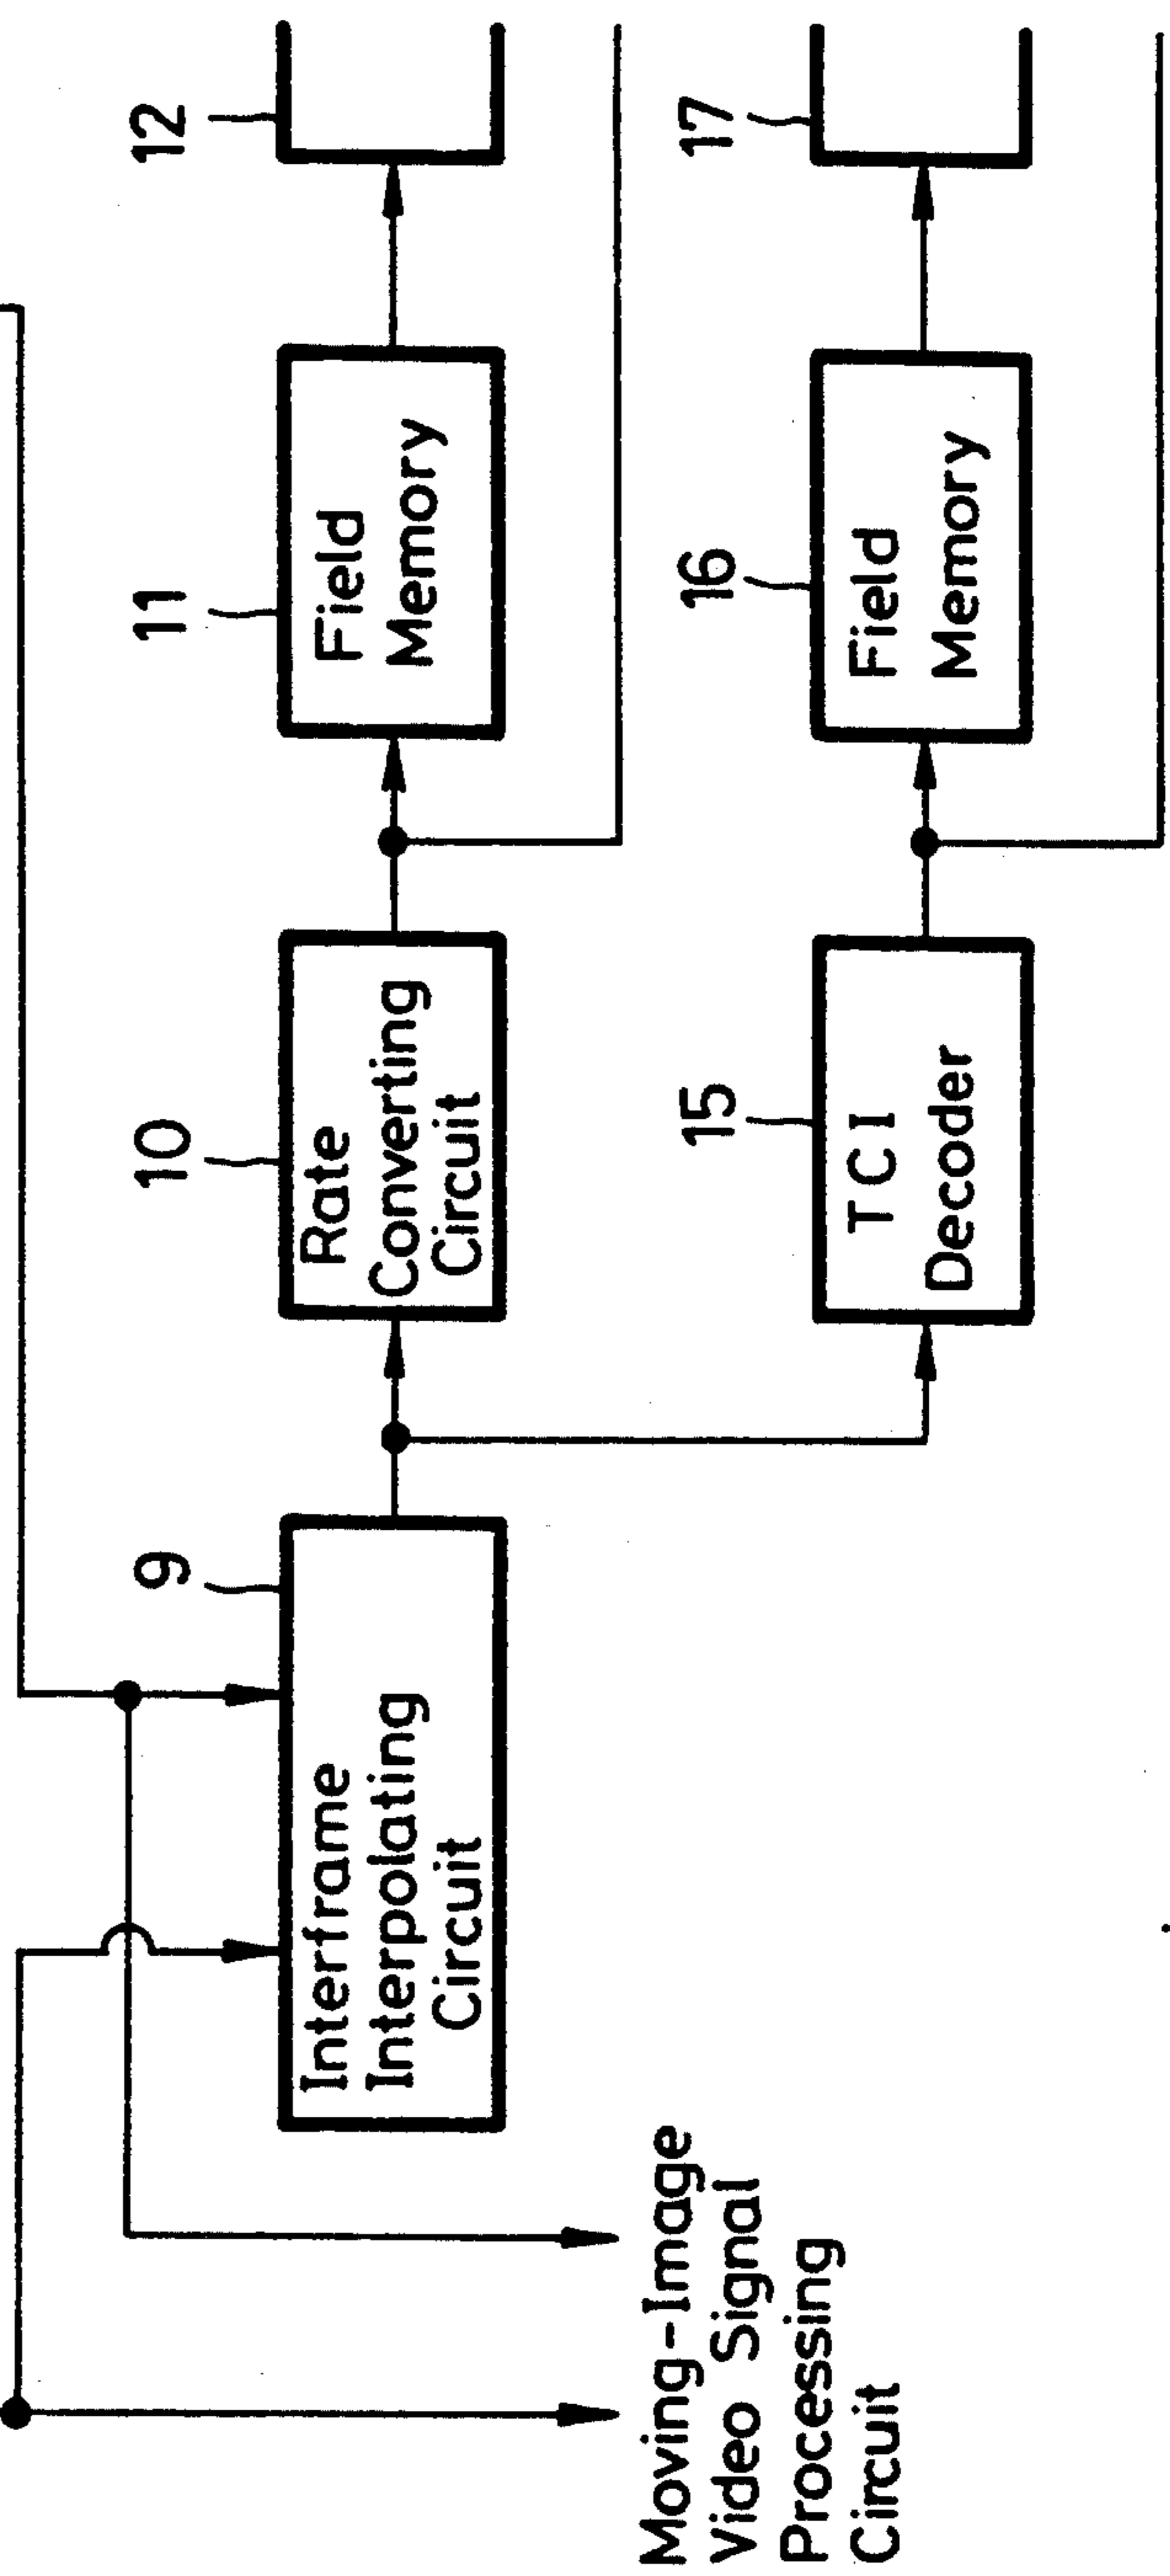 9
Interframe
Interpolating
Circuit
10
Rate
Converting
Circuit
11
Field
Memory
12
15
T C I
Decoder
16
Field
Memory
17
Moving-Image
Video Signal
Processing
Circuit